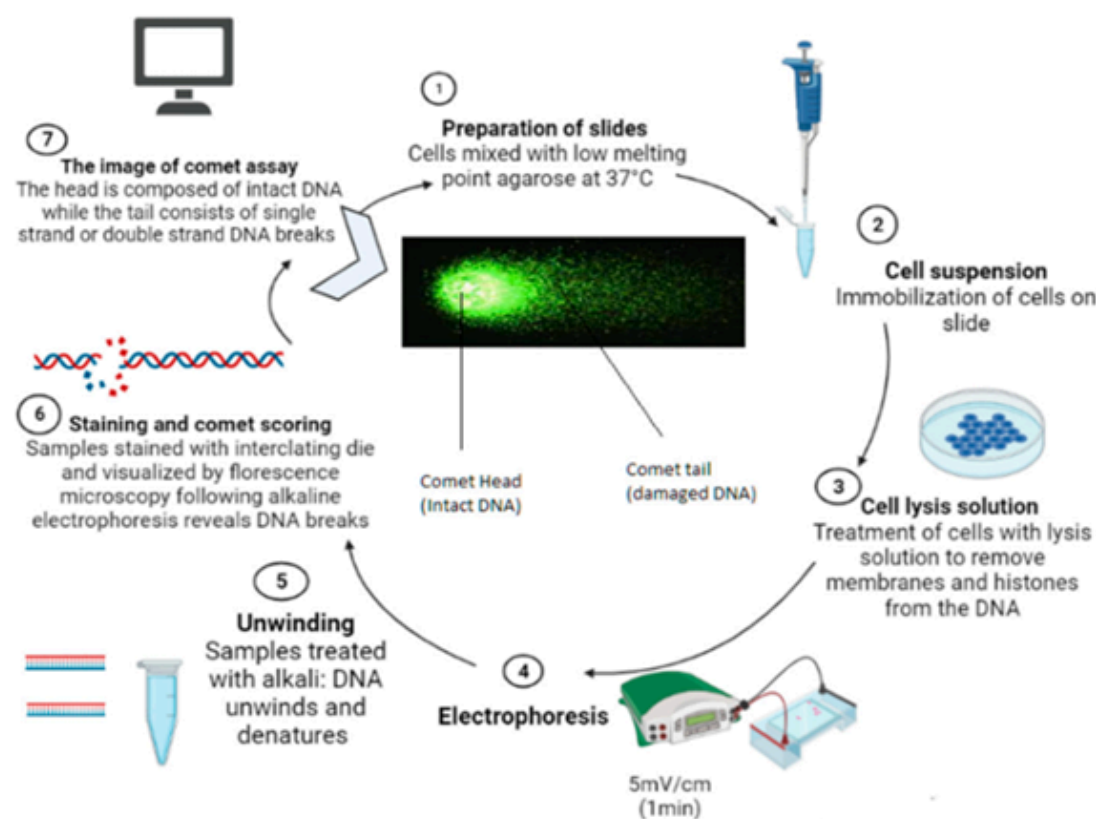 1
Preparation of slides
Cells mixed with low melting
point agarose at 37°C
2
Cell suspension
Immobilization of cells on
slide
3
Cell lysis solution
Treatment of cells with lysis
solution to remove
membranes and histones
from the DNA
4
Electrophoresis
5mV/cm
(1min)
5
Unwinding
Samples treated
with alkali: DNA
unwinds and
denatures
6
Staining and comet scoring
Samples stained with interclating die
and visualized by florescence
microscopy following alkaline
electrophoresis reveals DNA breaks
7
The image of comet assay
The head is composed of intact DNA
while the tail consists of single
strand or double strand DNA breaks
Comet Head
(Intact DNA)
Comet tail
(damaged DNA)